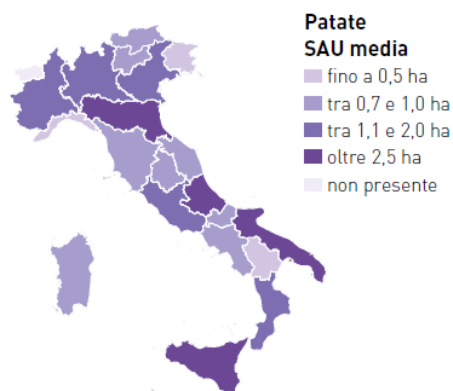 Patate
SAU media
fino a 0,5 ha
tra 0,7 e 1,0 ha
tra 1,1 e 2,0 ha
oltre 2,5 ha
non presente